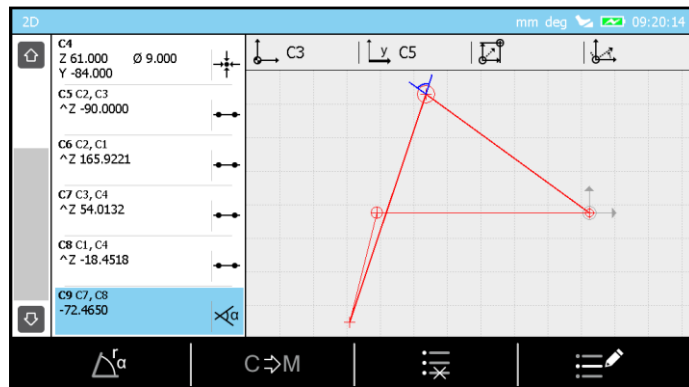 2D
mm deg 09:20:14
C4
Z 61.000 Ø 9.000
Y -84.000
C5 C2, C3
^Z -90.0000
C6 C2, C1
^Z 165.9221
C7 C3, C4
^Z 54.0132
C8 C1, C4
^Z -18.4518
C9 C7, C8
-72.4650
α
C3
y C5
r α
C⇨M